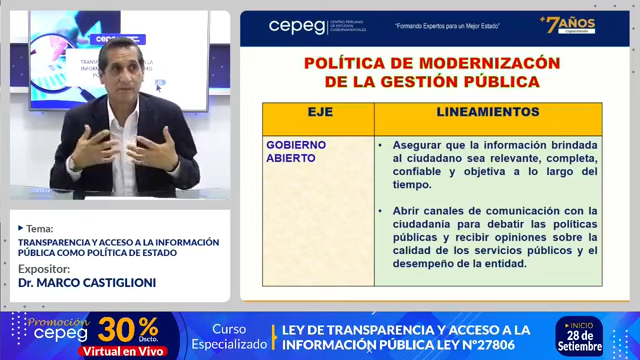 cepeg
CENTRO PERUANO
DE ESTUDIOS
GUBERNAMENTALES
"Formando Expertos para un Mejor Estado"
+7AÑOS
Capacitando
POLÍTICA DE MODERNIZACÓN
DE LA GESTIÓN PÚBLICA
EJE
LINEAMIENTOS
GOBIERNO
ABIERTO
• Asegurar que la información brindada
al ciudadano sea relevante, completa,
confiable y objetiva a lo largo del
tiempo.
• Abrir canales de comunicación con la
ciudadanía para debatir las políticas
públicas y recibir opiniones sobre la
calidad de los servicios públicos y el
desempeño de la entidad.
cepeg
Tema:
TRANSPARENCIA Y ACCESO A LA INFORMACIÓN
PÚBLICA COMO POLÍTICA DE ESTADO
Expositor:
Dr. MARCO CASTIGLIONI
Promoción
cepeg
30%
Dscto.
Virtual en Vivo
Curso
Especializado
LEY DE TRANSPARENCIA Y ACCESO A LA
INFORMACIÓN PÚBLICA LEY N°27806
INICIO
28 de
Setiembre